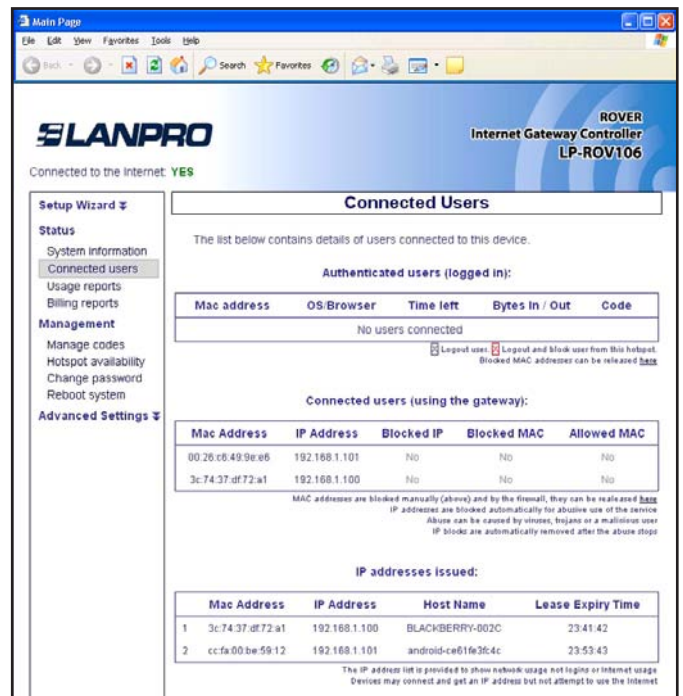 Main Page
File Edit View Favorites Tools Help
Back Search Favorites
LANPRO
ROVER
Internet Gateway Controller
LP-ROV106
Connected to the Internet: YES
Setup Wizard
Status
System information
Connected users
Usage reports
Billing reports
Management
Manage codes
Hotspot availability
Change password
Reboot system
Advanced Settings
Connected Users
The list below contains details of users connected to this device.
Authenticated users (logged in):
Mac address OS/Browser Time left Bytes In / Out Code
No users connected
X Logout user. X Logout and block user from this hotspot.
Blocked MAC addresses can be released here
Connected users (using the gateway):
Mac Address IP Address Blocked IP Blocked MAC Allowed MAC
00:26:c6:49:9e:e6 192.168.1.101 No No No
3c:74:37:df:72:a1 192.168.1.100 No No No
MAC addresses are blocked manually (above) and by the firewall, they can be realeased here
IP addresses are blocked automatically for abusive use of the service
Abuse can be caused by viruses, trojans or a malicious user
IP blocks are automatically removed after the abuse stops
IP addresses issued:
Mac Address IP Address Host Name Lease Expiry Time
1 3c:74:37:df:72:a1 192.168.1.100 BLACKBERRY-002C 23:41:42
2 cc:fa:00:be:59:12 192.168.1.101 android-ce61fe3fc4c 23:53:43
The IP address list is provided to show network usage not logins or Internet usage
Devices may connect and get an IP address but not attempt to use the Internet